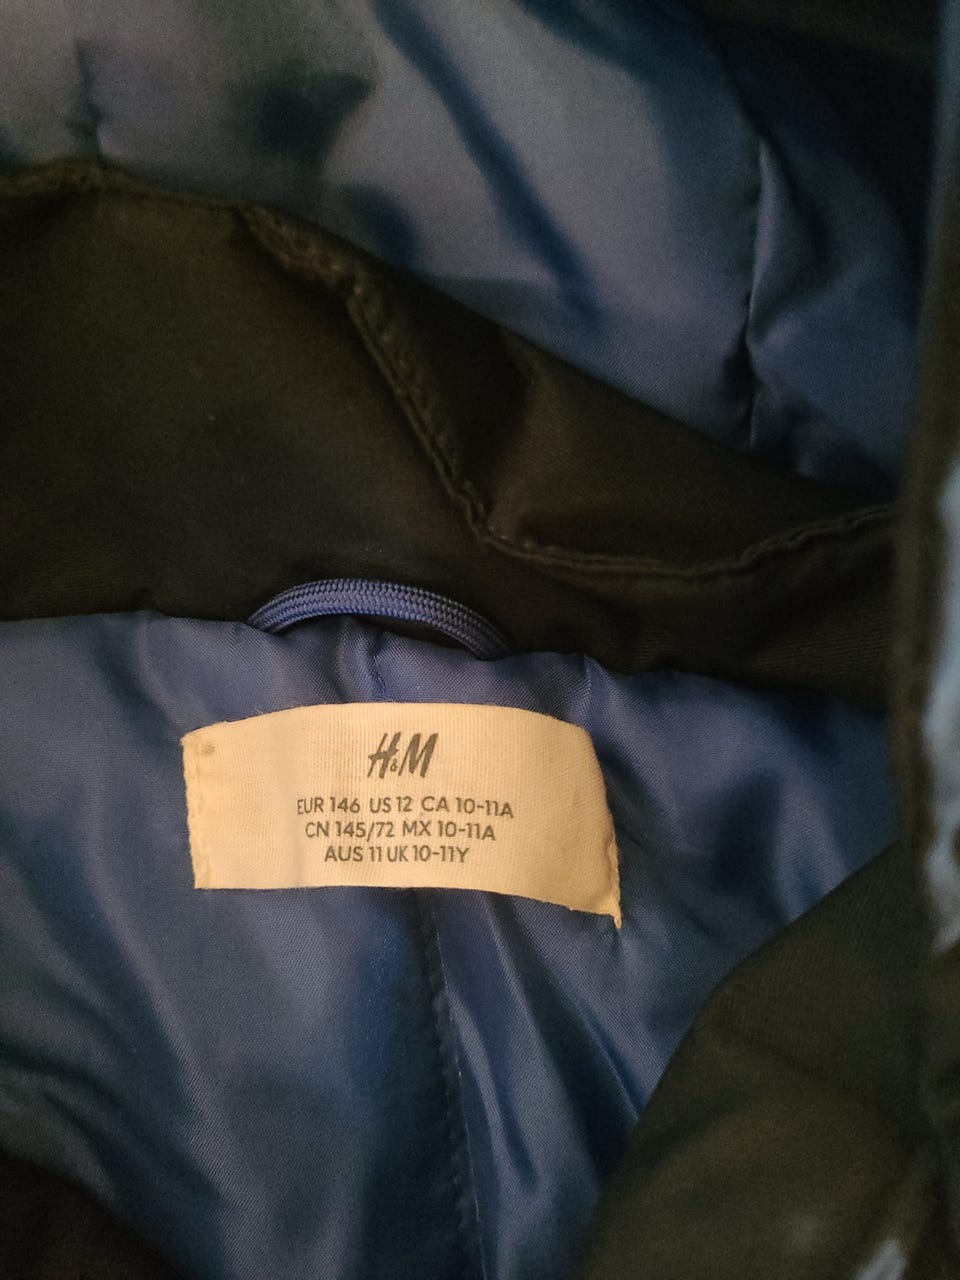 H&M
EUR 146 US 12 CA 10-11A
CN 145/72 MX 10-11A
AUS 11 UK 10-11Y